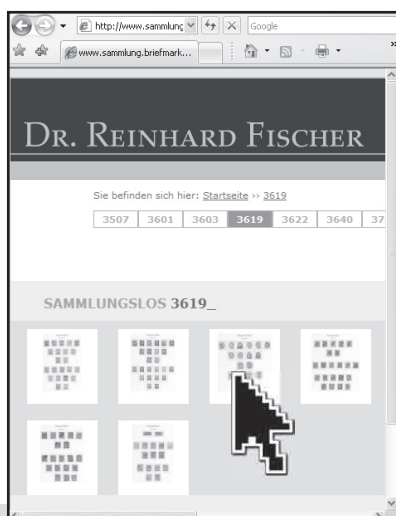 http://www.sammlung
Google
www.sammlung.briefmark...
DR. REINHARD FISCHER
Sie befinden sich hier: Startseite ›› 3619
3507 3601 3603 3619 3622 3640 37
SAMMLUNGSLOS 3619_